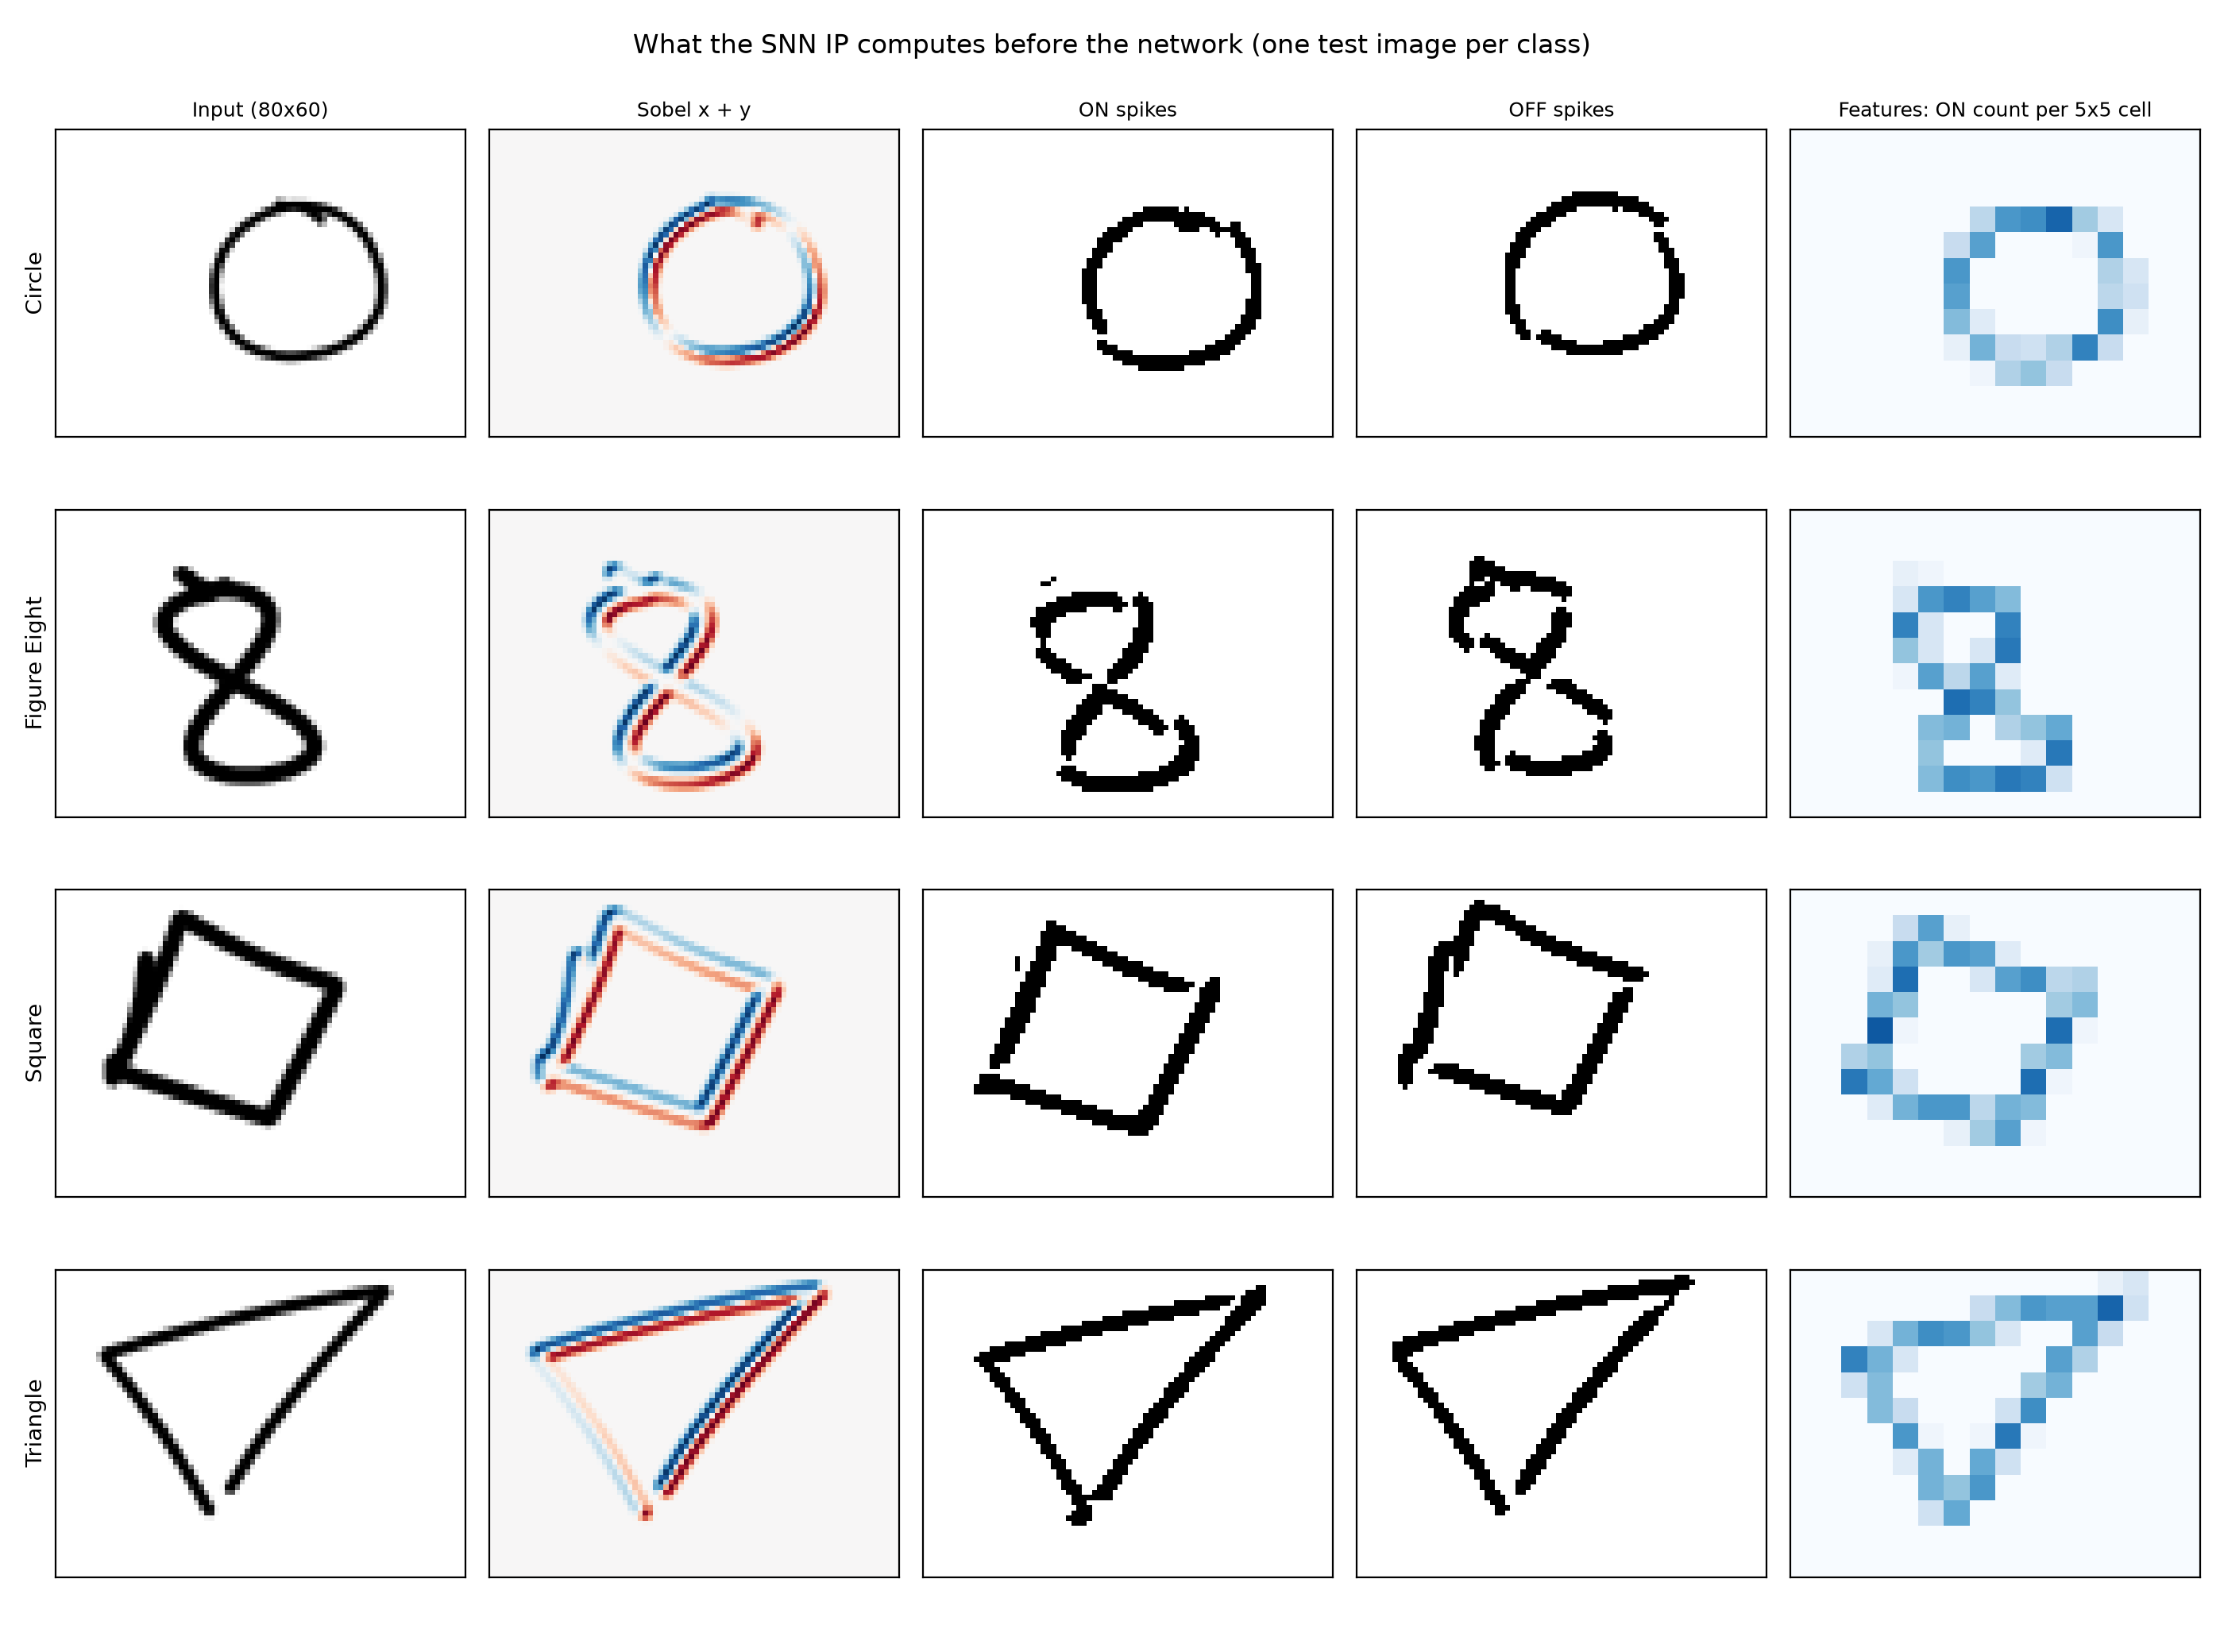 What the SNN IP computes before the network (one test image per class)
Input (80x60)
Sobel x + y
ON spikes
OFF spikes
Features: ON count per 5x5 cell
Circle
Figure Eight
Square
Triangle